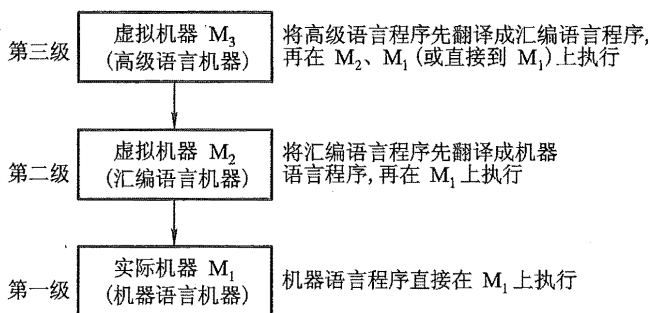 第三级
虚拟机器 M₃
(高级语言机器)
将高级语言程序先翻译成汇编语言程序,
再在 M₂、M₁ (或直接到 M₁)上执行
第二级
虚拟机器 M₂
(汇编语言机器)
将汇编语言程序先翻译成机器
语言程序,再在 M₁ 上执行
第一级
实际机器 M₁
(机器语言机器)
机器语言程序直接在 M₁ 上执行